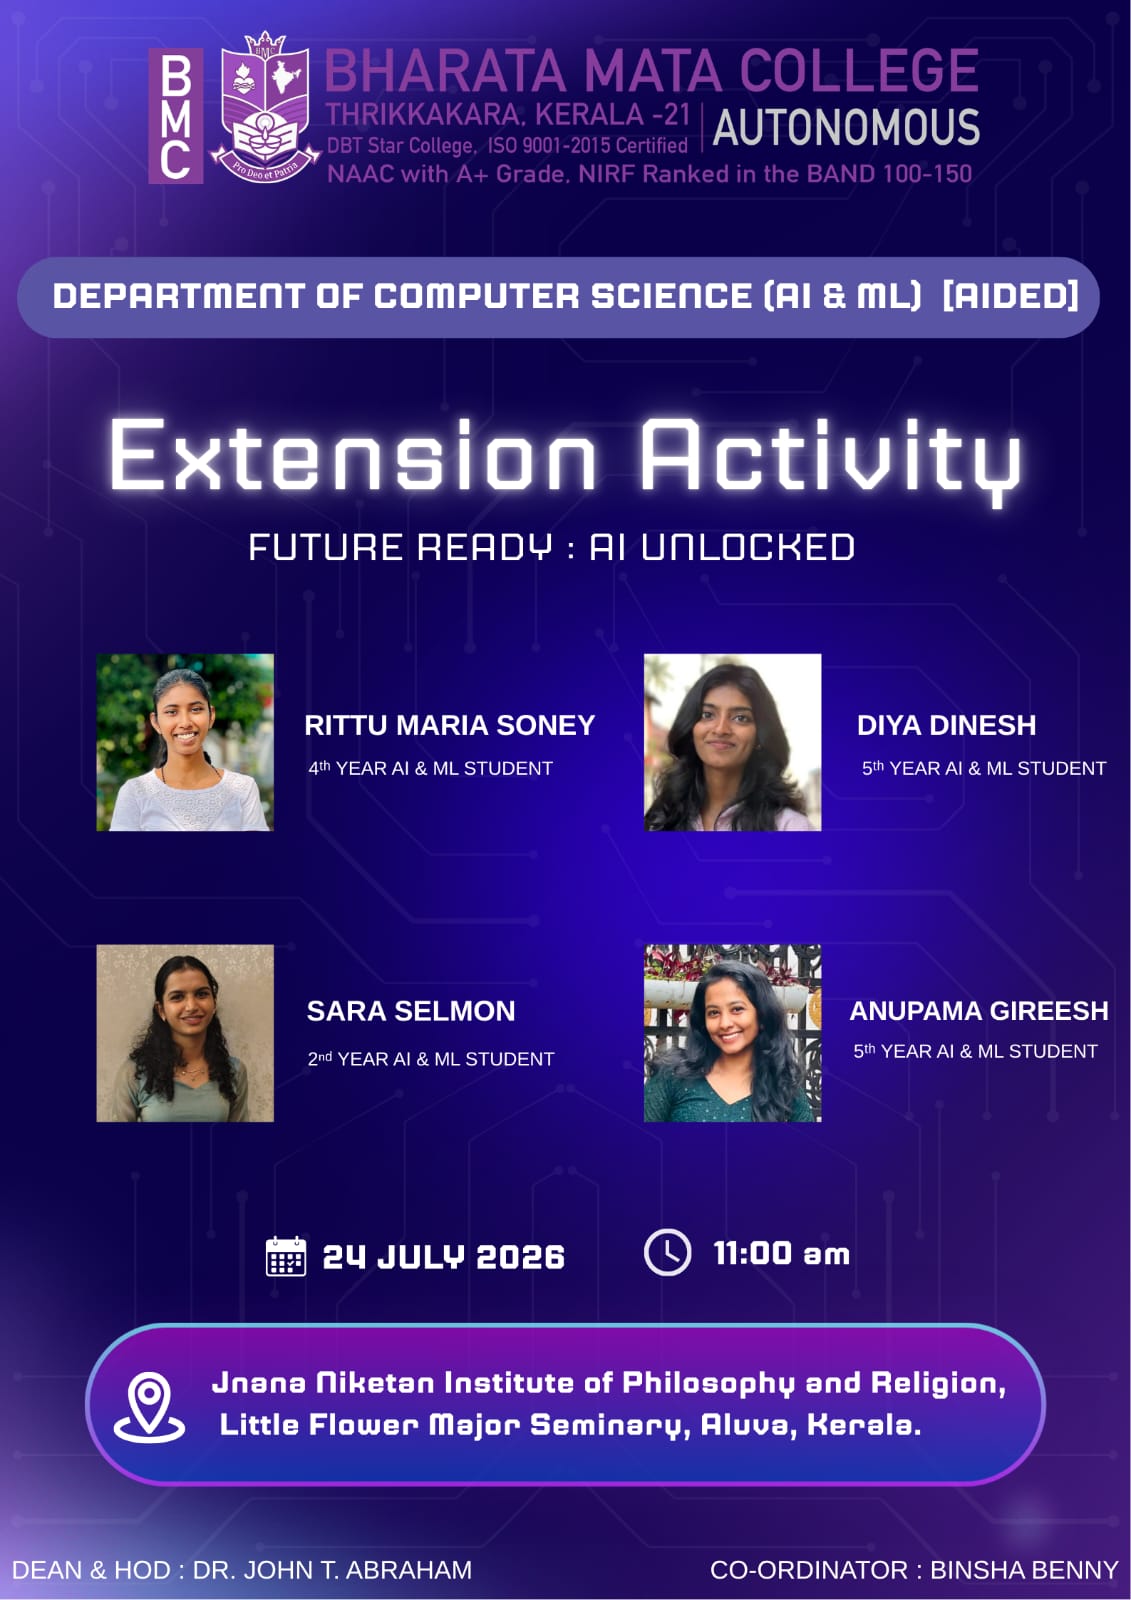 BMC
BMC
Pro Deo et Patria
BHARATA MATA COLLEGE
THRIKKAKARA, KERALA -21
AUTONOMOUS
DBT Star College, ISO 9001-2015 Certified
NAAC with A+ Grade, NIRF Ranked in the BAND 100-150
DEPARTMENT OF COMPUTER SCIENCE (AI & ML) [AIDED]
Extension Activity
FUTURE READY : AI UNLOCKED
RITTU MARIA SONEY
4th YEAR AI & ML STUDENT
DIYA DINESH
5th YEAR AI & ML STUDENT
SARA SELMON
2nd YEAR AI & ML STUDENT
ANUPAMA GIREESH
5th YEAR AI & ML STUDENT
24 JULY 2026
11:00 am
Jnana Niketan Institute of Philosophy and Religion,
Little Flower Major Seminary, Aluva, Kerala.
DEAN & HOD : DR. JOHN T. ABRAHAM
CO-ORDINATOR : BINSHA BENNY